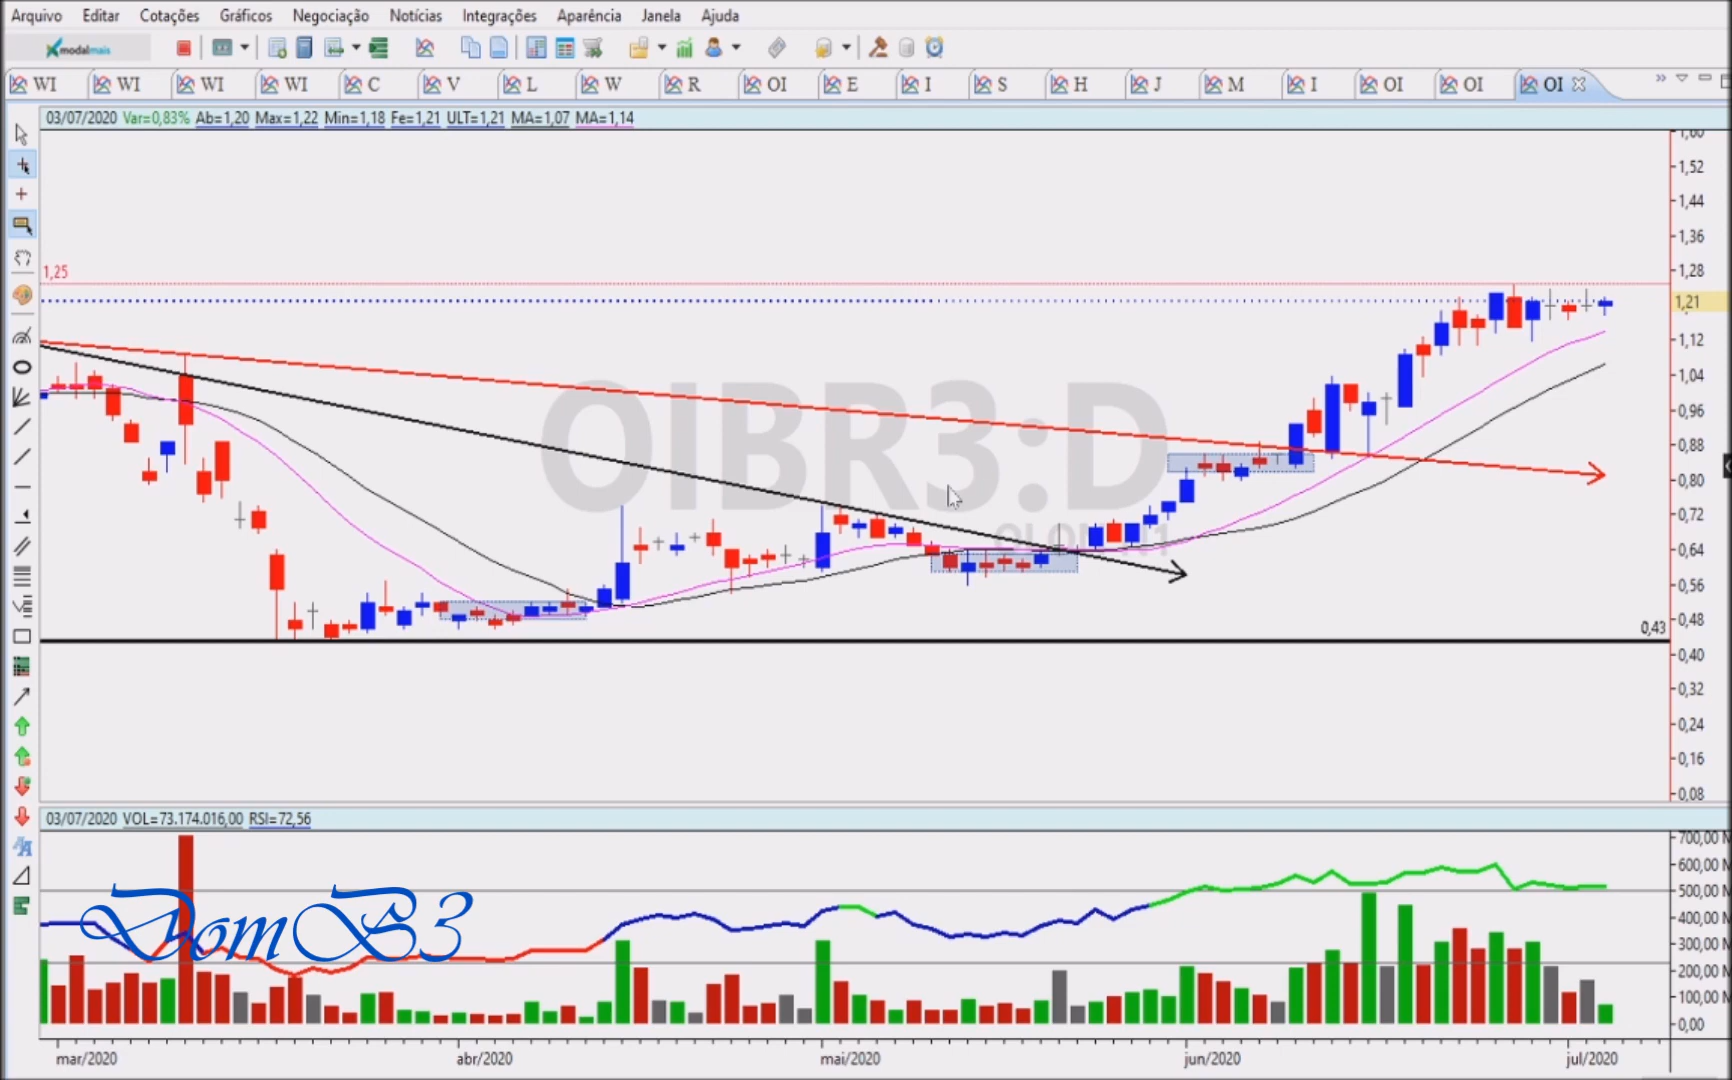 Arquivo Editar Cotações Gráficos Negociação Notícias Integrações Aparência Janela Ajuda
modalmais
WI WI WI WI C V L W R OI E I S H J M I OI OI OI
03/07/2020 Var=0,83% Ab=1,20 Max=1,22 Min=1,18 Fe=1,21 ULT=1,21 MA=1,07 MA=1,14
1,60
1,52
1,44
1,36
1,28
1,25
1,21
1,12
1,04
0,96
0,88
0,80
0,72
0,64
0,56
0,48
0,43
0,40
0,32
0,24
0,16
0,08
OIBR3:D
03/07/2020 VOL=73.174.016,00 RSI=72,56
700,00 M
600,00 M
500,00 M
400,00 M
300,00 M
200,00 M
100,00 M
0,00
DomB3
mar/2020 abr/2020 mai/2020 jun/2020 jul/2020